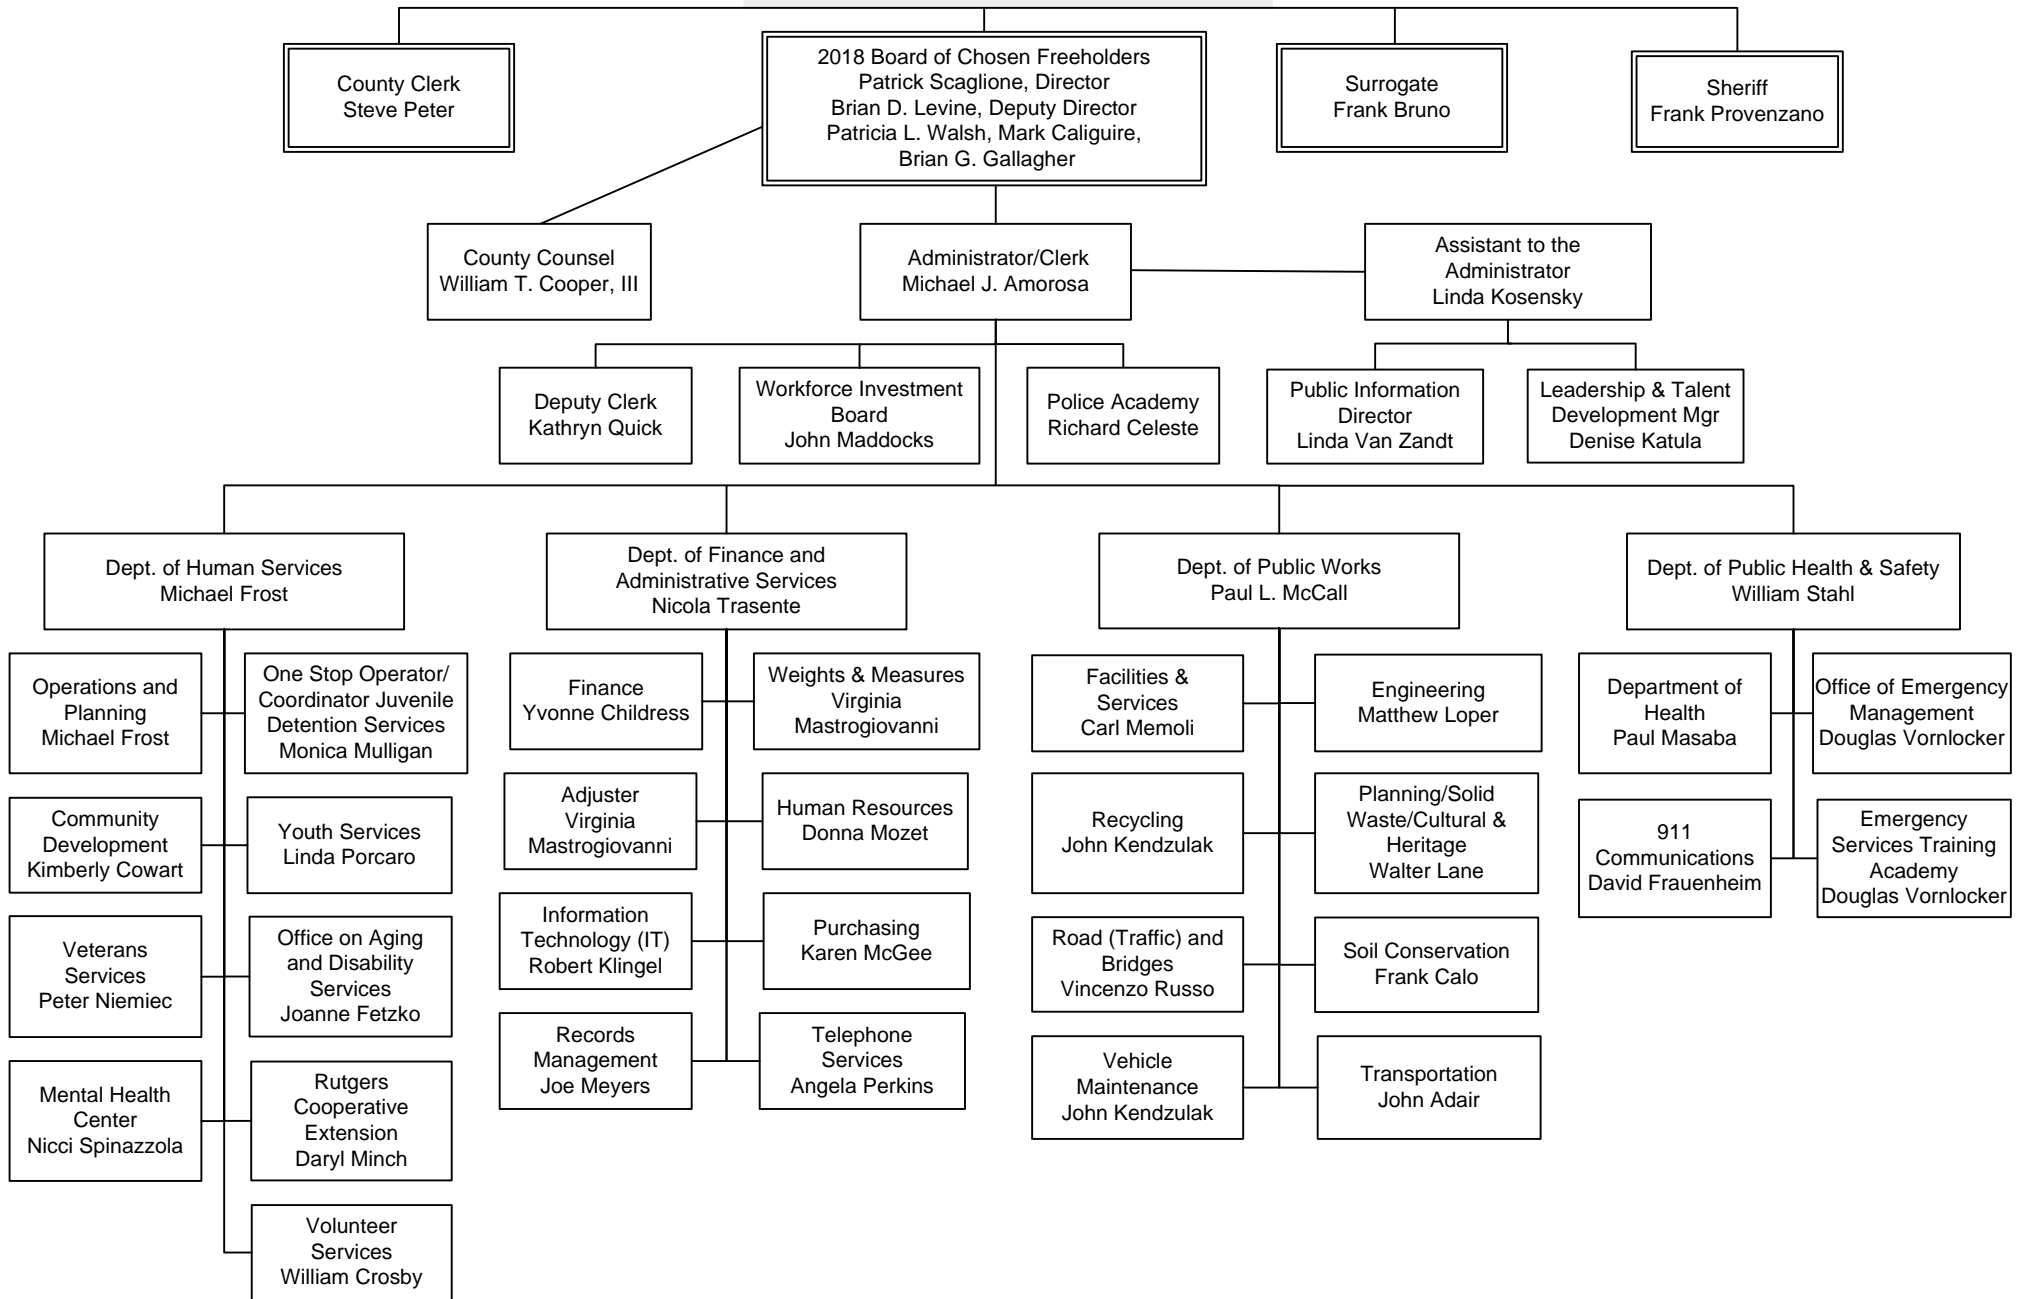 County Clerk
Steve Peter
2018 Board of Chosen Freeholders
Patrick Scaglione, Director
Brian D. Levine, Deputy Director
Patricia L. Walsh, Mark Caliguire,
Brian G. Gallagher
Surrogate
Frank Bruno
Sheriff
Frank Provenzano
County Counsel
William T. Cooper, III
Administrator/Clerk
Michael J. Amorosa
Assistant to the
Administrator
Linda Kosensky
Deputy Clerk
Kathryn Quick
Workforce Investment
Board
John Maddocks
Police Academy
Richard Celeste
Public Information
Director
Linda Van Zandt
Leadership & Talent
Development Mgr
Denise Katula
Dept. of Human Services
Michael Frost
Dept. of Finance and
Administrative Services
Nicola Trasente
Dept. of Public Works
Paul L. McCall
Dept. of Public Health & Safety
William Stahl
Operations and
Planning
Michael Frost
One Stop Operator/
Coordinator Juvenile
Detention Services
Monica Mulligan
Community
Development
Kimberly Cowart
Youth Services
Linda Porcaro
Veterans
Services
Peter Niemiec
Office on Aging
and Disability
Services
Joanne Fetzko
Mental Health
Center
Nicci Spinazzola
Rutgers
Cooperative
Extension
Daryl Minch
Volunteer
Services
William Crosby
Finance
Yvonne Childress
Weights & Measures
Virginia
Mastrogiovanni
Adjuster
Virginia
Mastrogiovanni
Human Resources
Donna Mozet
Information
Technology (IT)
Robert Klingel
Purchasing
Karen McGee
Records
Management
Joe Meyers
Telephone
Services
Angela Perkins
Facilities &
Services
Carl Memoli
Engineering
Matthew Loper
Recycling
John Kendzulak
Planning/Solid
Waste/Cultural &
Heritage
Walter Lane
Road (Traffic) and
Bridges
Vincenzo Russo
Soil Conservation
Frank Calo
Vehicle
Maintenance
John Kendzulak
Transportation
John Adair
Department of
Health
Paul Masaba
Office of Emergency
Management
Douglas Vornlocker
911
Communications
David Frauenheim
Emergency
Services Training
Academy
Douglas Vornlocker